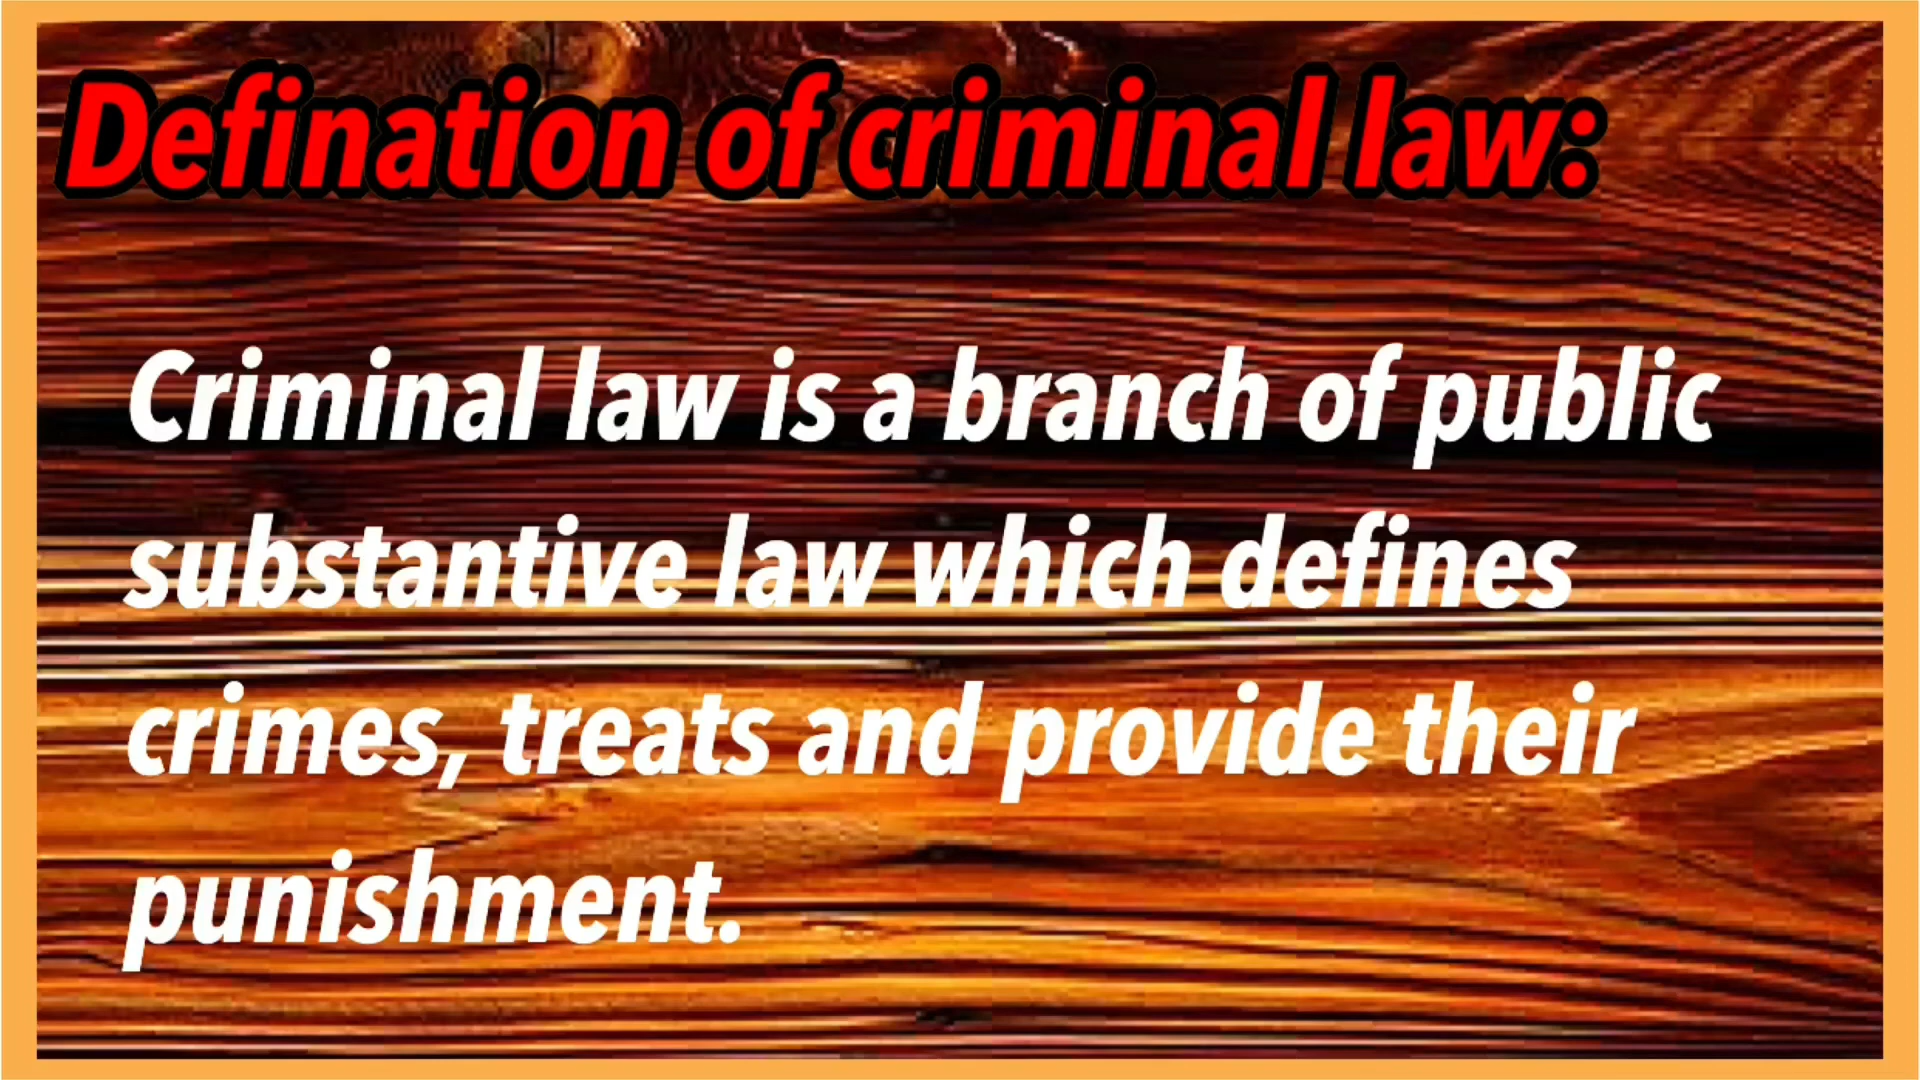 Defination of criminal law:
Criminal law is a branch of public
substantive law which defines
crimes, treats and provide their
punishment.